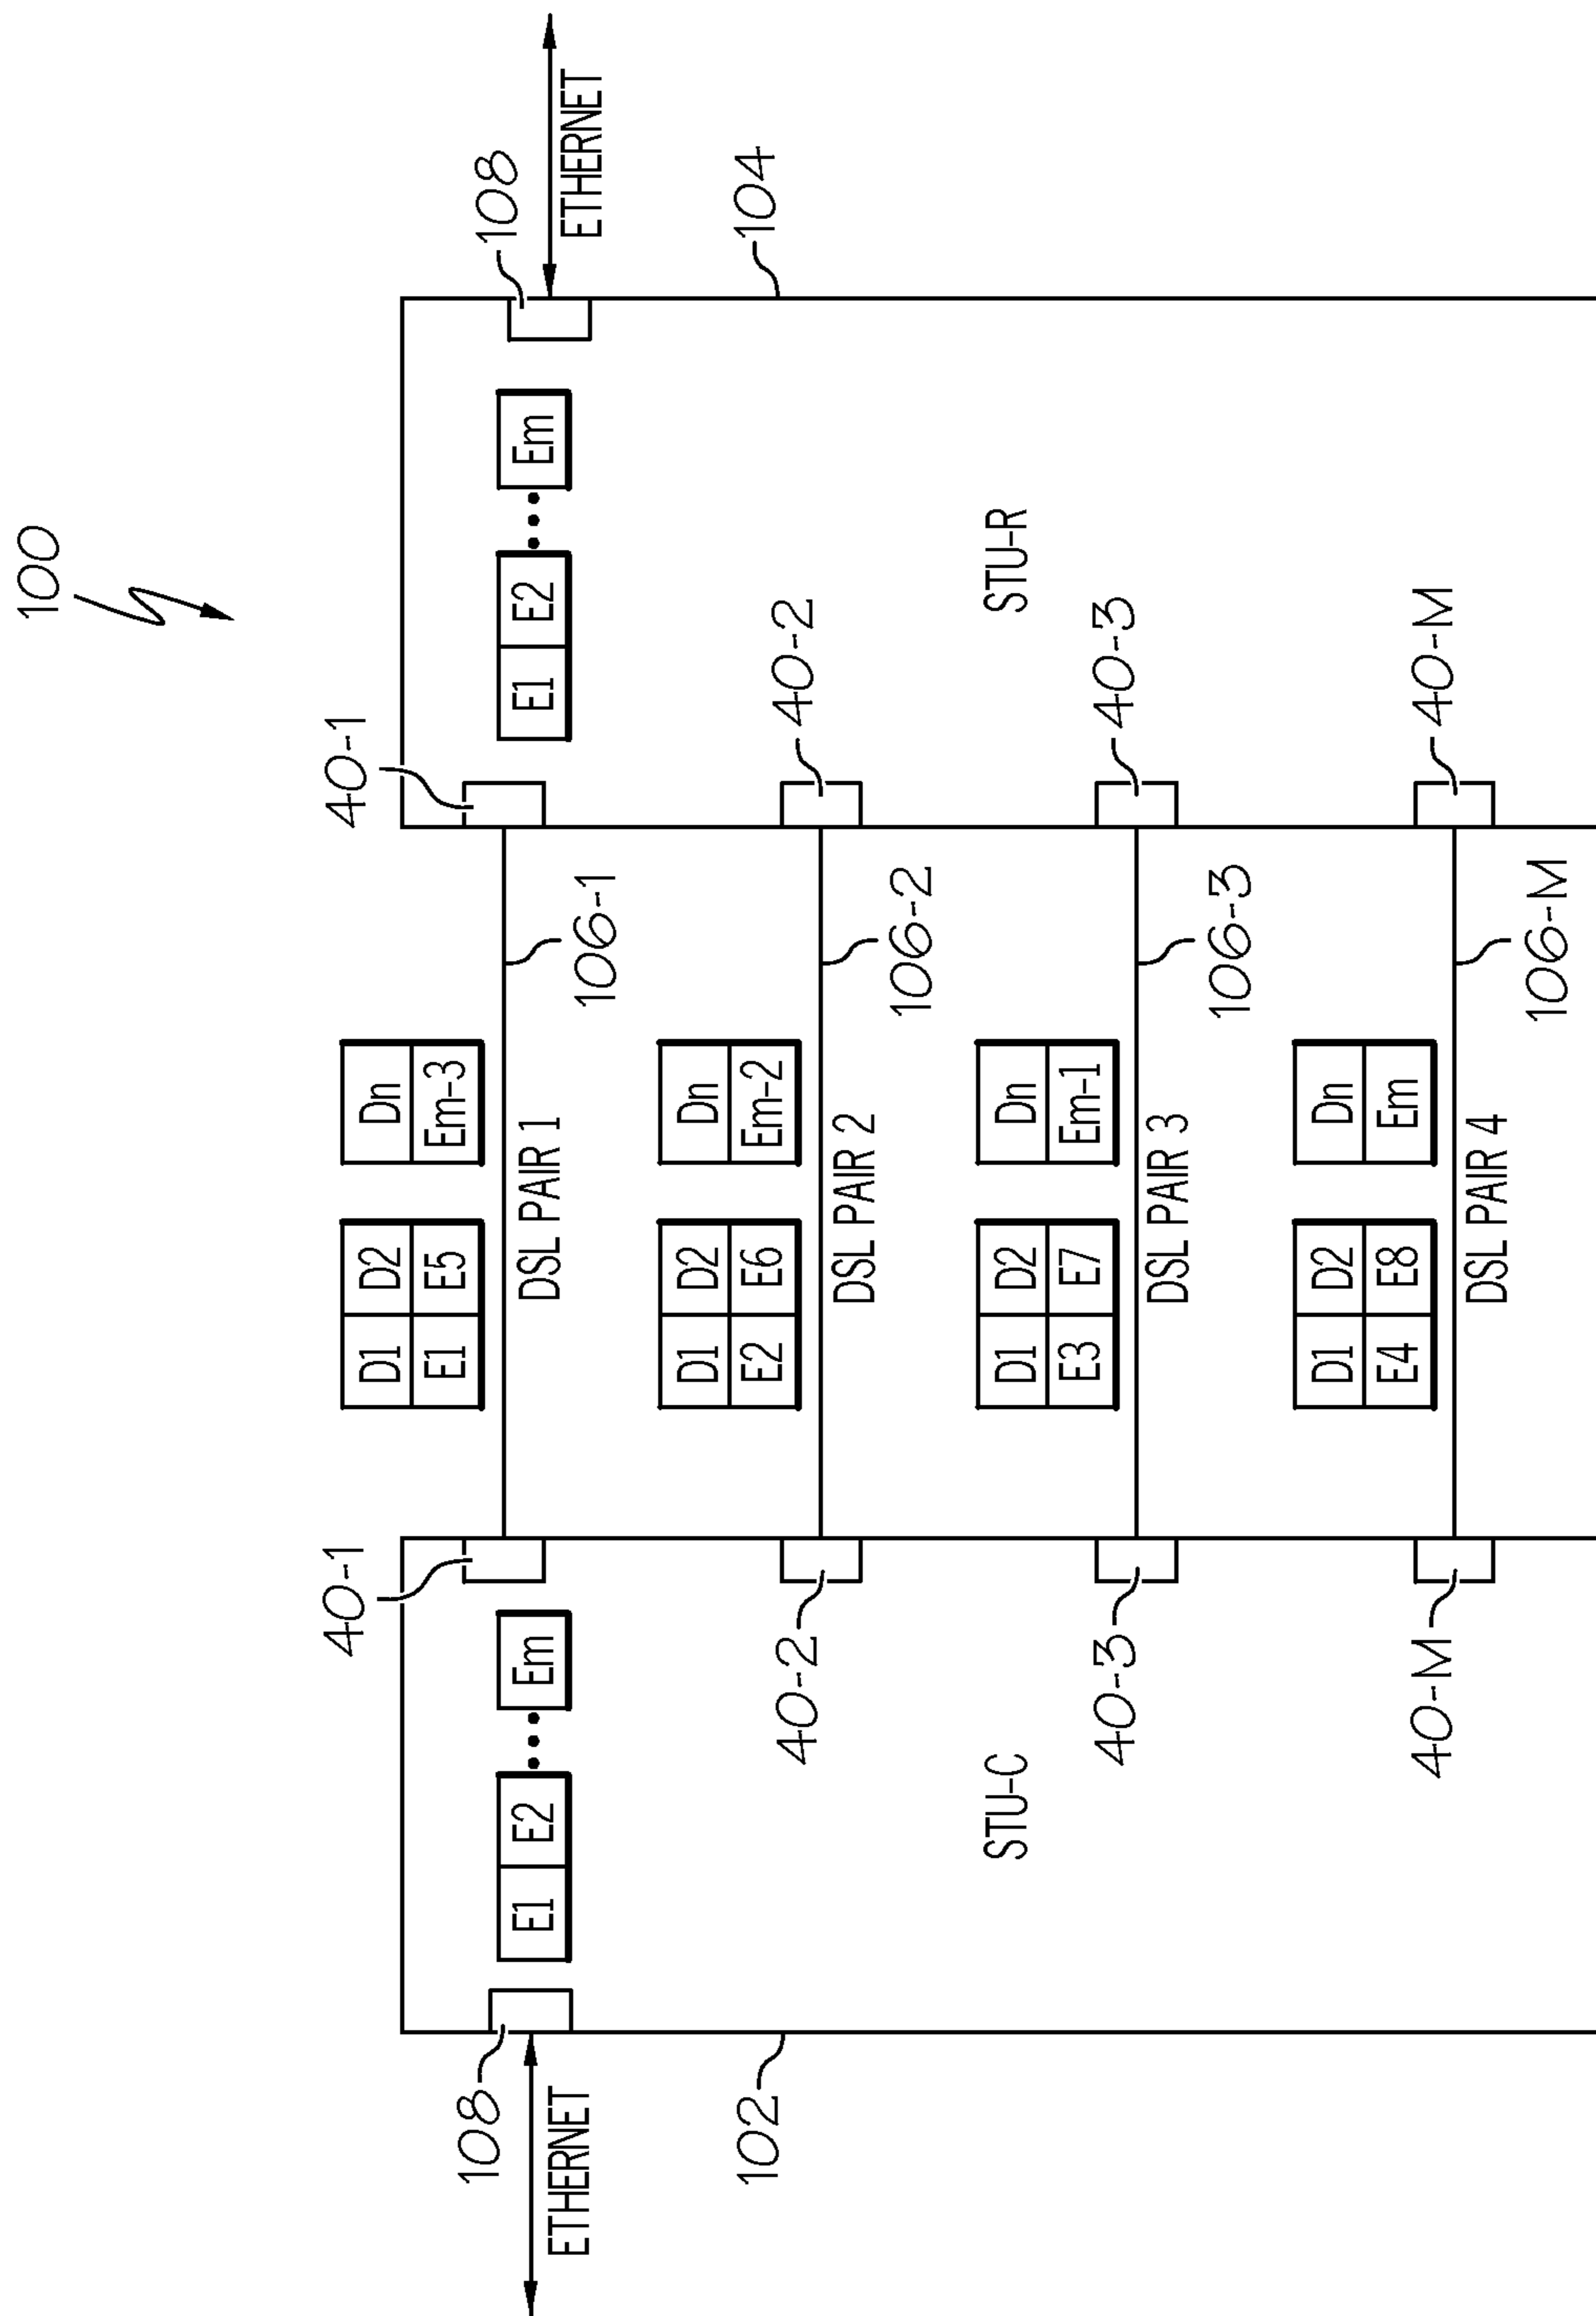 100
40-1
40-1
108
ETHERNET
E1 E2 ••• Em
D1 D2 Dn
E1 E5 Em-3
DSL PAIR 1
106-1
E1 E2 ••• Em
108
ETHERNET
102
104
40-2
D1 D2 Dn
E2 E6 Em-2
DSL PAIR 2
106-2
40-2
STU-C
STU-R
40-3
D1 D2 Dn
E3 E7 Em-1
DSL PAIR 3
106-3
40-3
40-M
D1 D2 Dn
E4 E8 Em
DSL PAIR 4
106-M
40-M